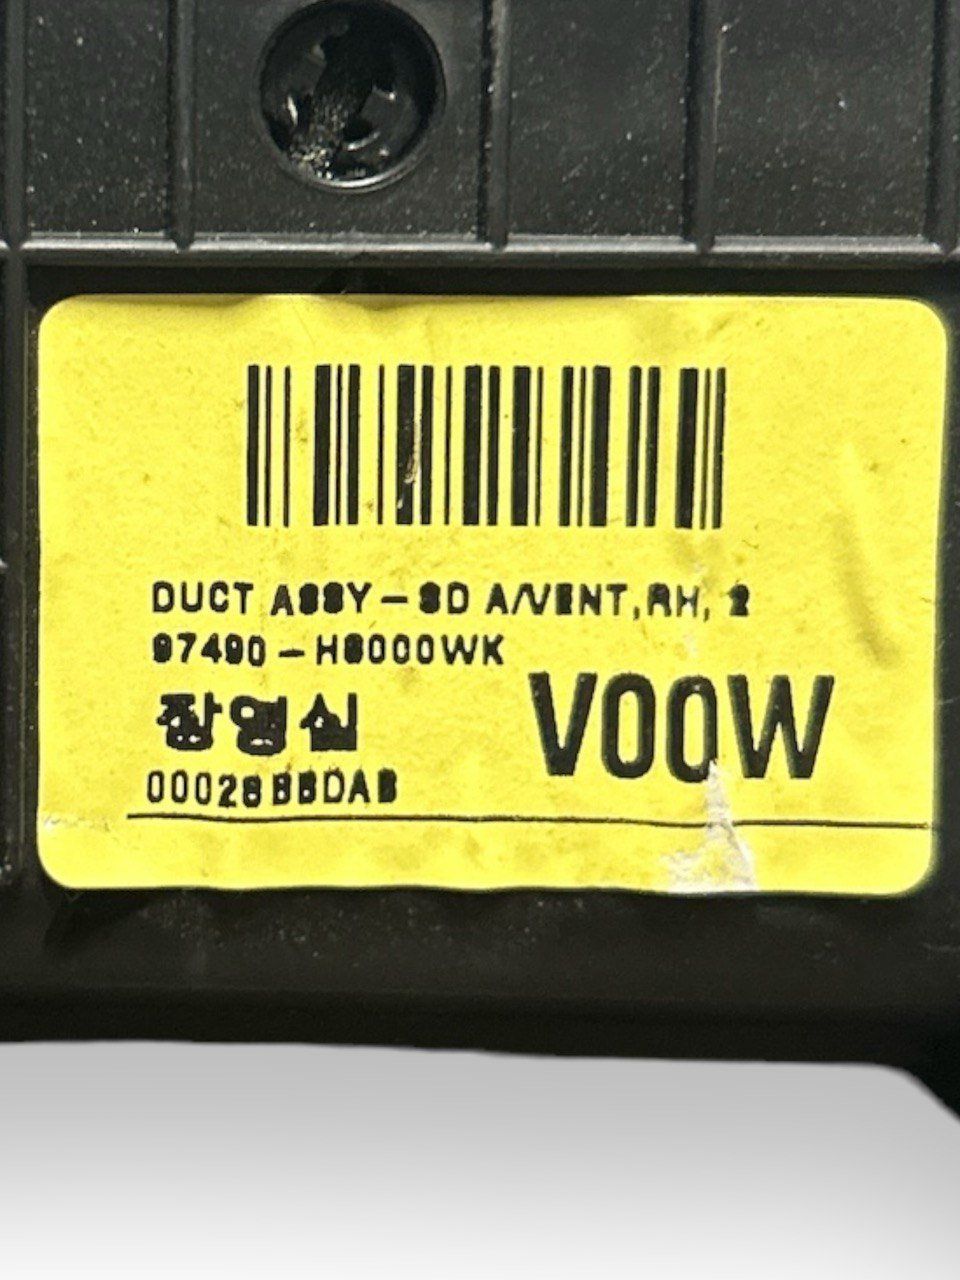 DUCT ASSY-SD A/VENT,RH, 2
97490-H8000WK
장영실
V00W
00028BBDAB